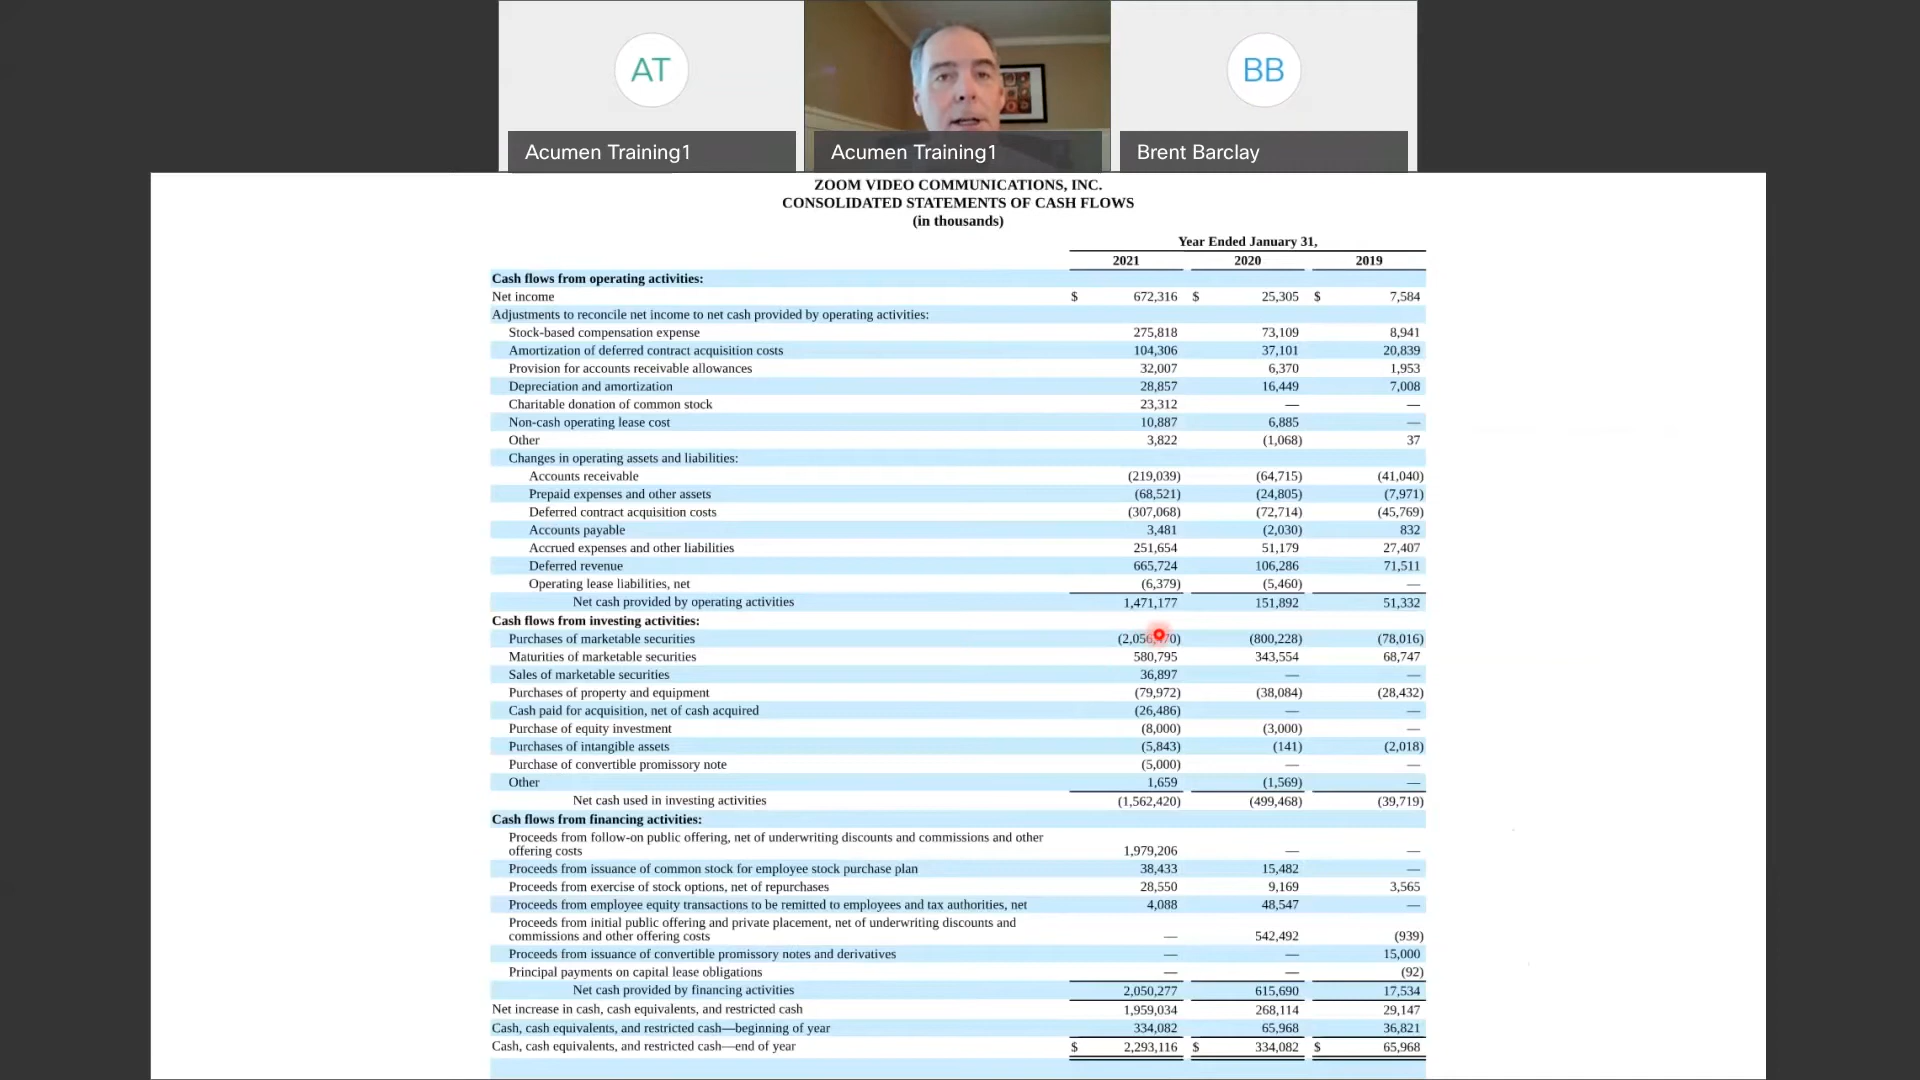 AT
BB
Acumen Training1
Acumen Training1
Brent Barclay
ZOOM VIDEO COMMUNICATIONS, INC.
CONSOLIDATED STATEMENTS OF CASH FLOWS
(in thousands)
Year Ended January 31,
2021 2020 2019
Cash flows from operating activities:
Net income $ 672,316 $ 25,305 $ 7,584
Adjustments to reconcile net income to net cash provided by operating activities:
Stock-based compensation expense 275,818 73,109 8,941
Amortization of deferred contract acquisition costs 104,306 37,101 20,839
Provision for accounts receivable allowances 32,007 6,370 1,953
Depreciation and amortization 28,857 16,449 7,008
Charitable donation of common stock 23,312 — —
Non-cash operating lease cost 10,887 6,885 —
Other 3,822 (1,068) 37
Changes in operating assets and liabilities:
Accounts receivable (219,039) (64,715) (41,040)
Prepaid expenses and other assets (68,521) (24,805) (7,971)
Deferred contract acquisition costs (307,068) (72,714) (45,769)
Accounts payable 3,481 (2,030) 832
Accrued expenses and other liabilities 251,654 51,179 27,407
Deferred revenue 665,724 106,286 71,511
Operating lease liabilities, net (6,379) (5,460) —
Net cash provided by operating activities 1,471,177 151,892 51,332
Cash flows from investing activities:
Purchases of marketable securities (800,228) (78,016)
Maturities of marketable securities 580,795 343,554 68,747
Sales of marketable securities 36,897 — —
Purchases of property and equipment (79,972) (38,084) (28,432)
Cash paid for acquisition, net of cash acquired (26,486) — —
Purchase of equity investment (8,000) (3,000) —
Purchases of intangible assets (5,843) (141) (2,018)
Purchase of convertible promissory note (5,000) — —
Other 1,659 (1,569) —
Net cash used in investing activities (1,562,420) (499,468) (39,719)
Cash flows from financing activities:
Proceeds from follow-on public offering, net of underwriting discounts and commissions and other
offering costs 1,979,206 — —
Proceeds from issuance of common stock for employee stock purchase plan 38,433 15,482 —
Proceeds from exercise of stock options, net of repurchases 28,550 9,169 3,565
Proceeds from employee equity transactions to be remitted to employees and tax authorities, net 4,088 48,547 —
Proceeds from initial public offering and private placement, net of underwriting discounts and
commissions and other offering costs — 542,492 (939)
Proceeds from issuance of convertible promissory notes and derivatives — — 15,000
Principal payments on capital lease obligations — — (92)
Net cash provided by financing activities 2,050,277 615,690 17,534
Net increase in cash, cash equivalents, and restricted cash 1,959,034 268,114 29,147
Cash, cash equivalents, and restricted cash—beginning of year 334,082 65,968 36,821
Cash, cash equivalents, and restricted cash—end of year $ 2,293,116 $ 334,082 $ 65,968